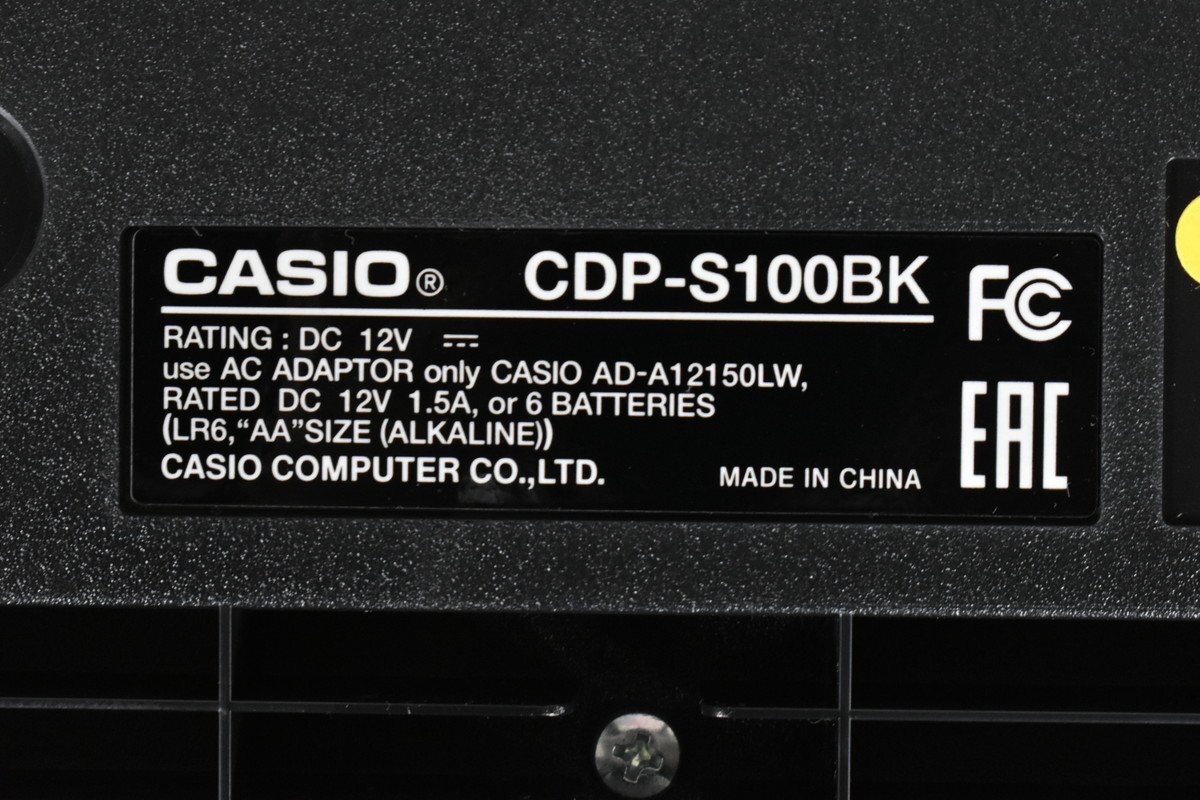 CASIO® CDP-S100BK
FC
RATING : DC 12V ⎓
use AC ADAPTOR only CASIO AD-A12150LW,
RATED DC 12V 1.5A, or 6 BATTERIES
(LR6,“AA”SIZE (ALKALINE))
EAC
CASIO COMPUTER CO.,LTD. MADE IN CHINA